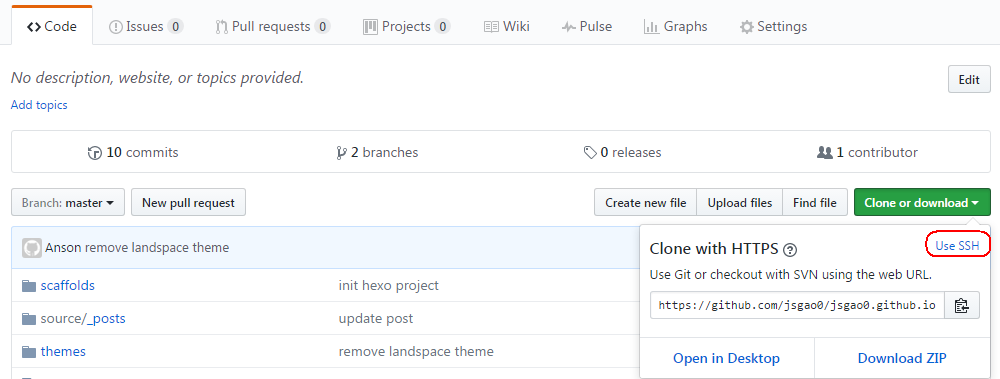 Code Issues 0 Pull requests 0 Projects 0 Wiki Pulse Graphs Settings
No description, website, or topics provided. Edit
Add topics
10 commits 2 branches 0 releases 1 contributor
Branch: master New pull request Create new file Upload files Find file Clone or download
Anson remove landspace theme
scaffolds init hexo project
source/_posts update post
themes remove landspace theme
Clone with HTTPS ? Use SSH
Use Git or checkout with SVN using the web URL.
https://github.com/jsgao0/jsgao0.github.io
Open in Desktop Download ZIP